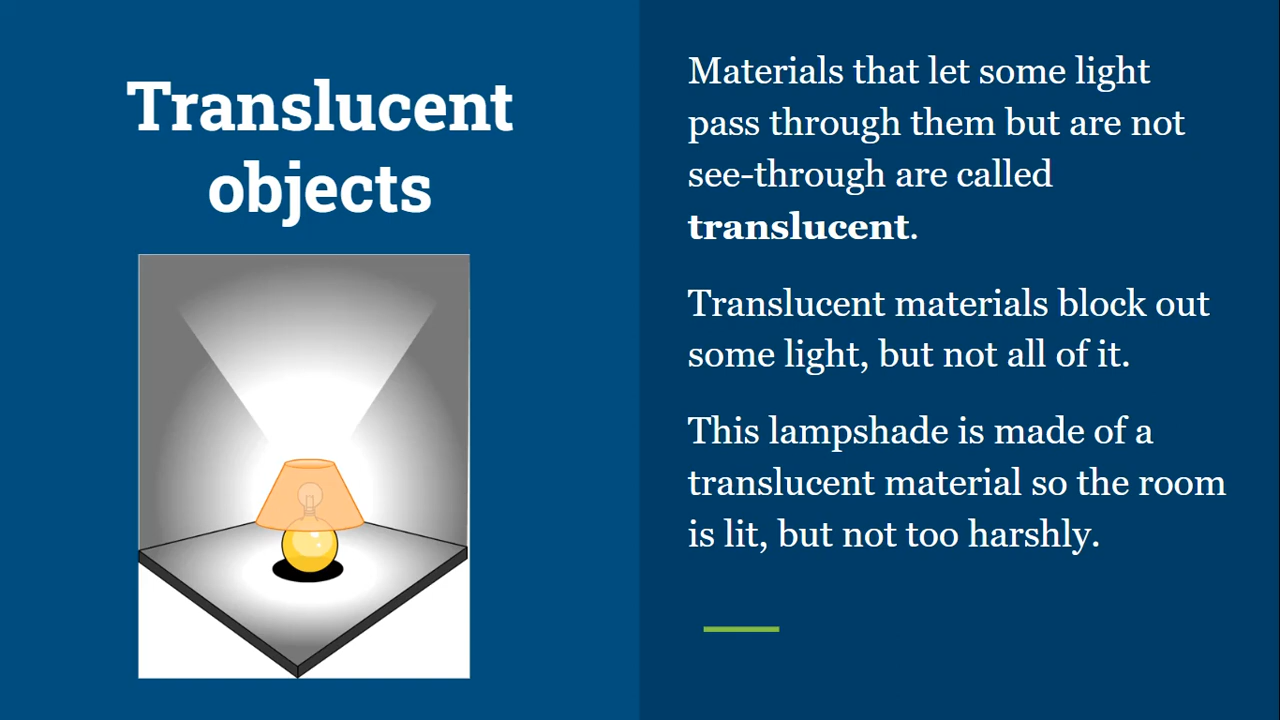 Translucent
objects
Materials that let some light
pass through them but are not
see-through are called
translucent.
Translucent materials block out
some light, but not all of it.
This lampshade is made of a
translucent material so the room
is lit, but not too harshly.